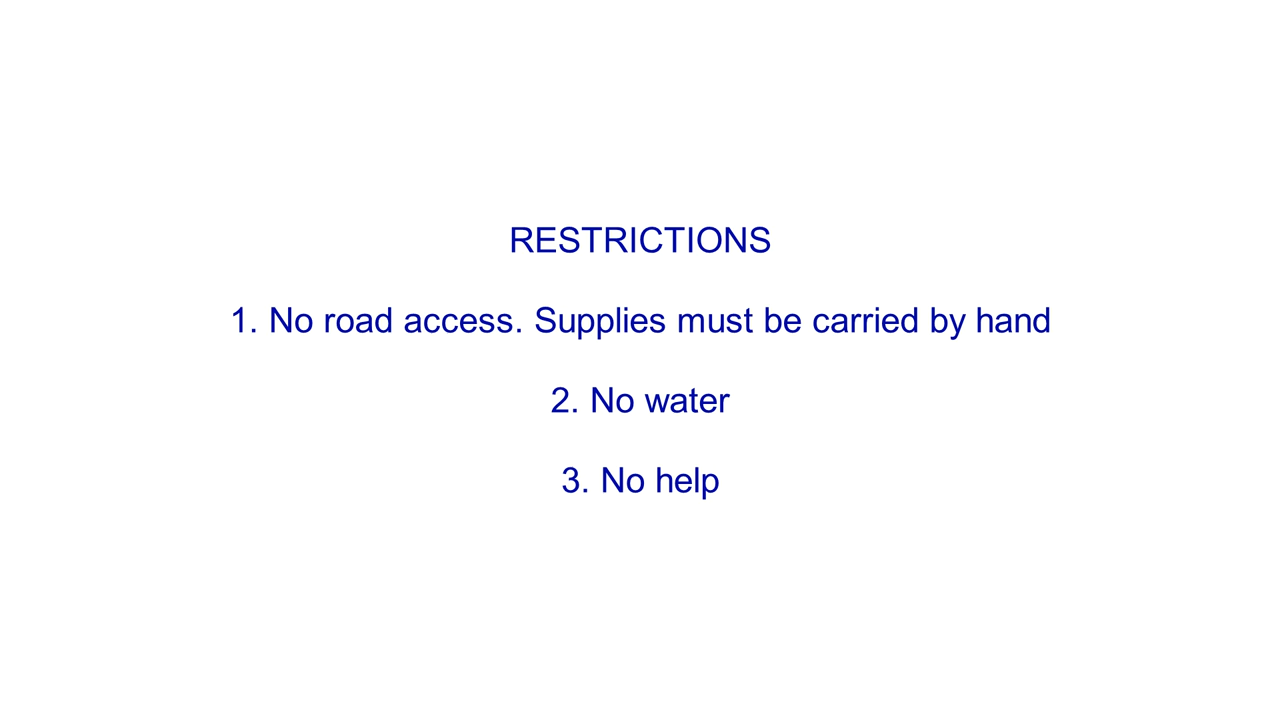 RESTRICTIONS
1. No road access. Supplies must be carried by hand
2. No water
3. No help